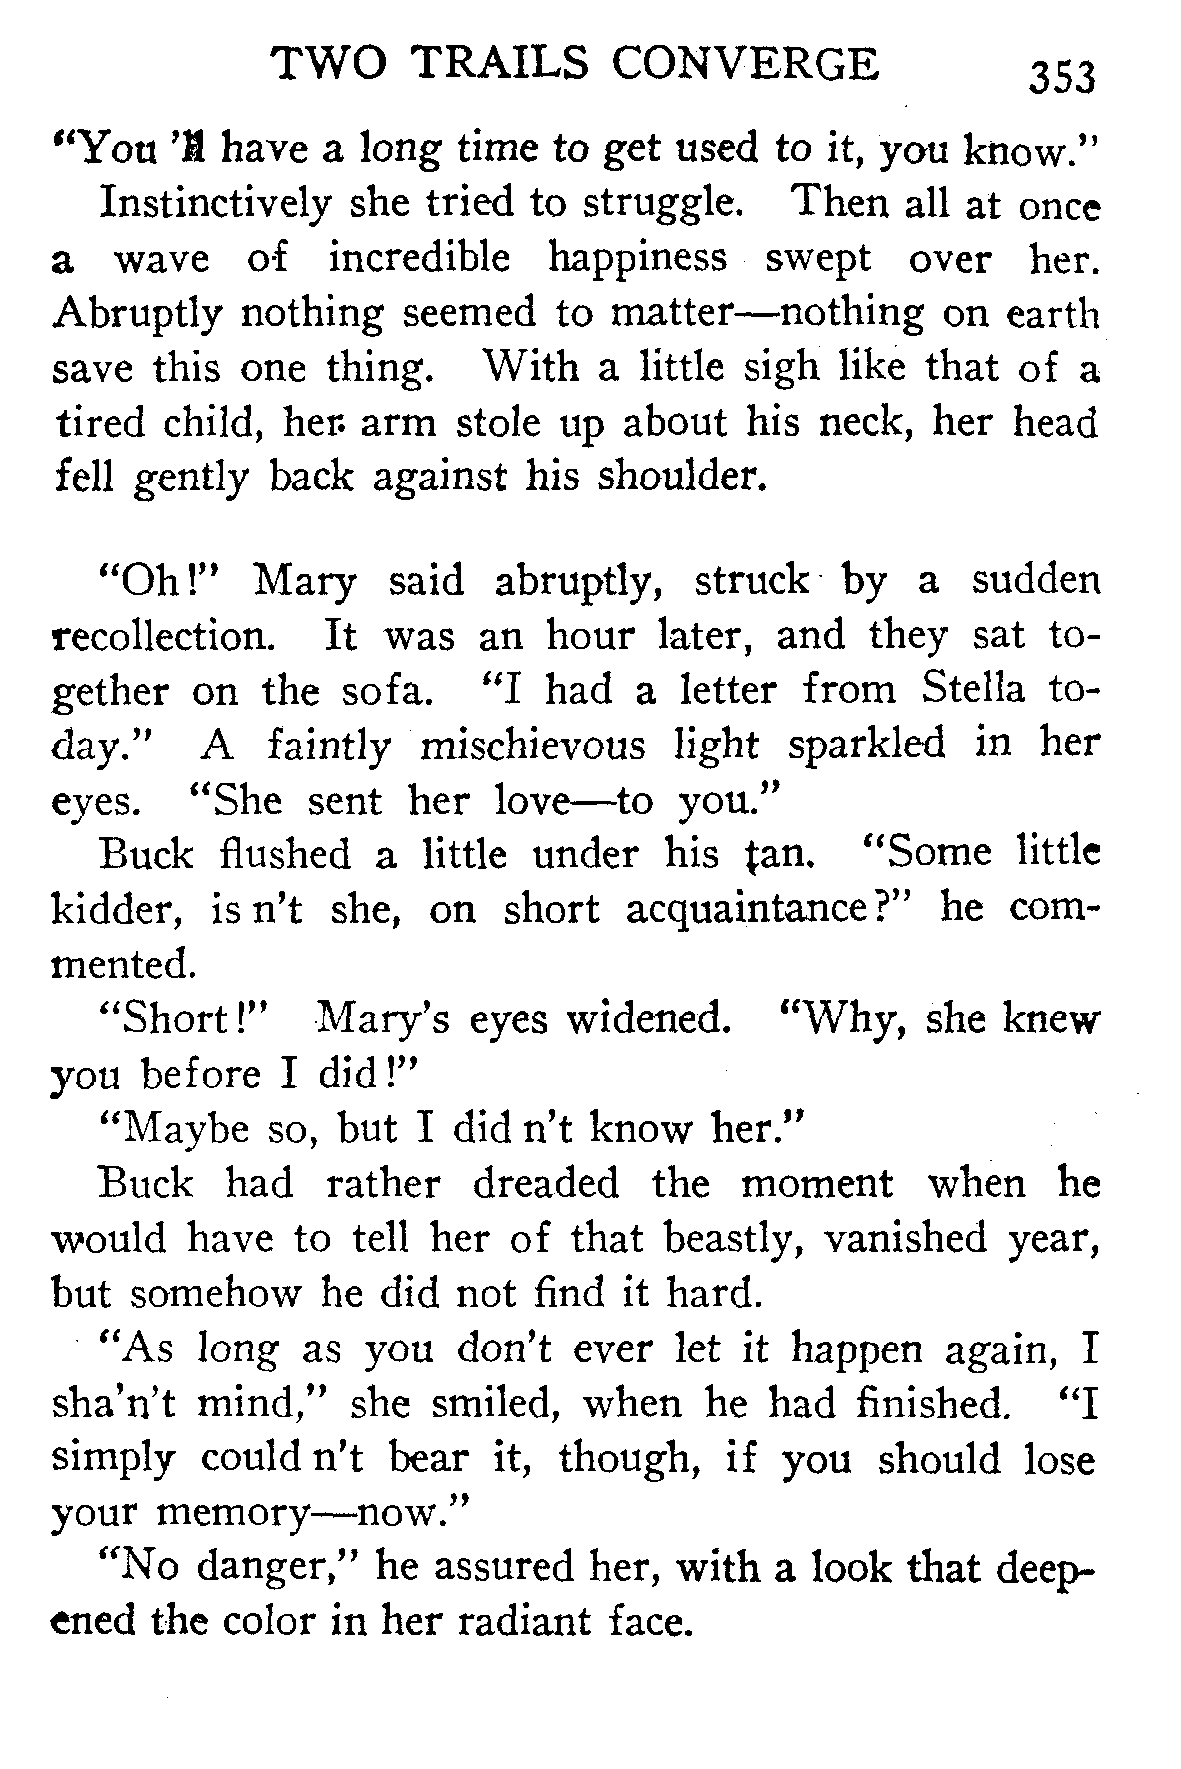 TWO TRAILS CONVERGE 353
“You ’ll have a long time to get used to it, you know.”
Instinctively she tried to struggle. Then all at once
a wave of incredible happiness swept over her.
Abruptly nothing seemed to matter—nothing on earth
save this one thing. With a little sigh like that of a
tired child, her arm stole up about his neck, her head
fell gently back against his shoulder.
“Oh!” Mary said abruptly, struck by a sudden
recollection. It was an hour later, and they sat to-
gether on the sofa. “I had a letter from Stella to-
day.” A faintly mischievous light sparkled in her
eyes. “She sent her love—to you.”
Buck flushed a little under his tan. “Some little
kidder, is n’t she, on short acquaintance?” he com-
mented.
“Short!” Mary’s eyes widened. “Why, she knew
you before I did!”
“Maybe so, but I did n’t know her.”
Buck had rather dreaded the moment when he
would have to tell her of that beastly, vanished year,
but somehow he did not find it hard.
“As long as you don’t ever let it happen again, I
sha’n’t mind,” she smiled, when he had finished. “I
simply could n’t bear it, though, if you should lose
your memory—now.”
“No danger,” he assured her, with a look that deep-
ened the color in her radiant face.